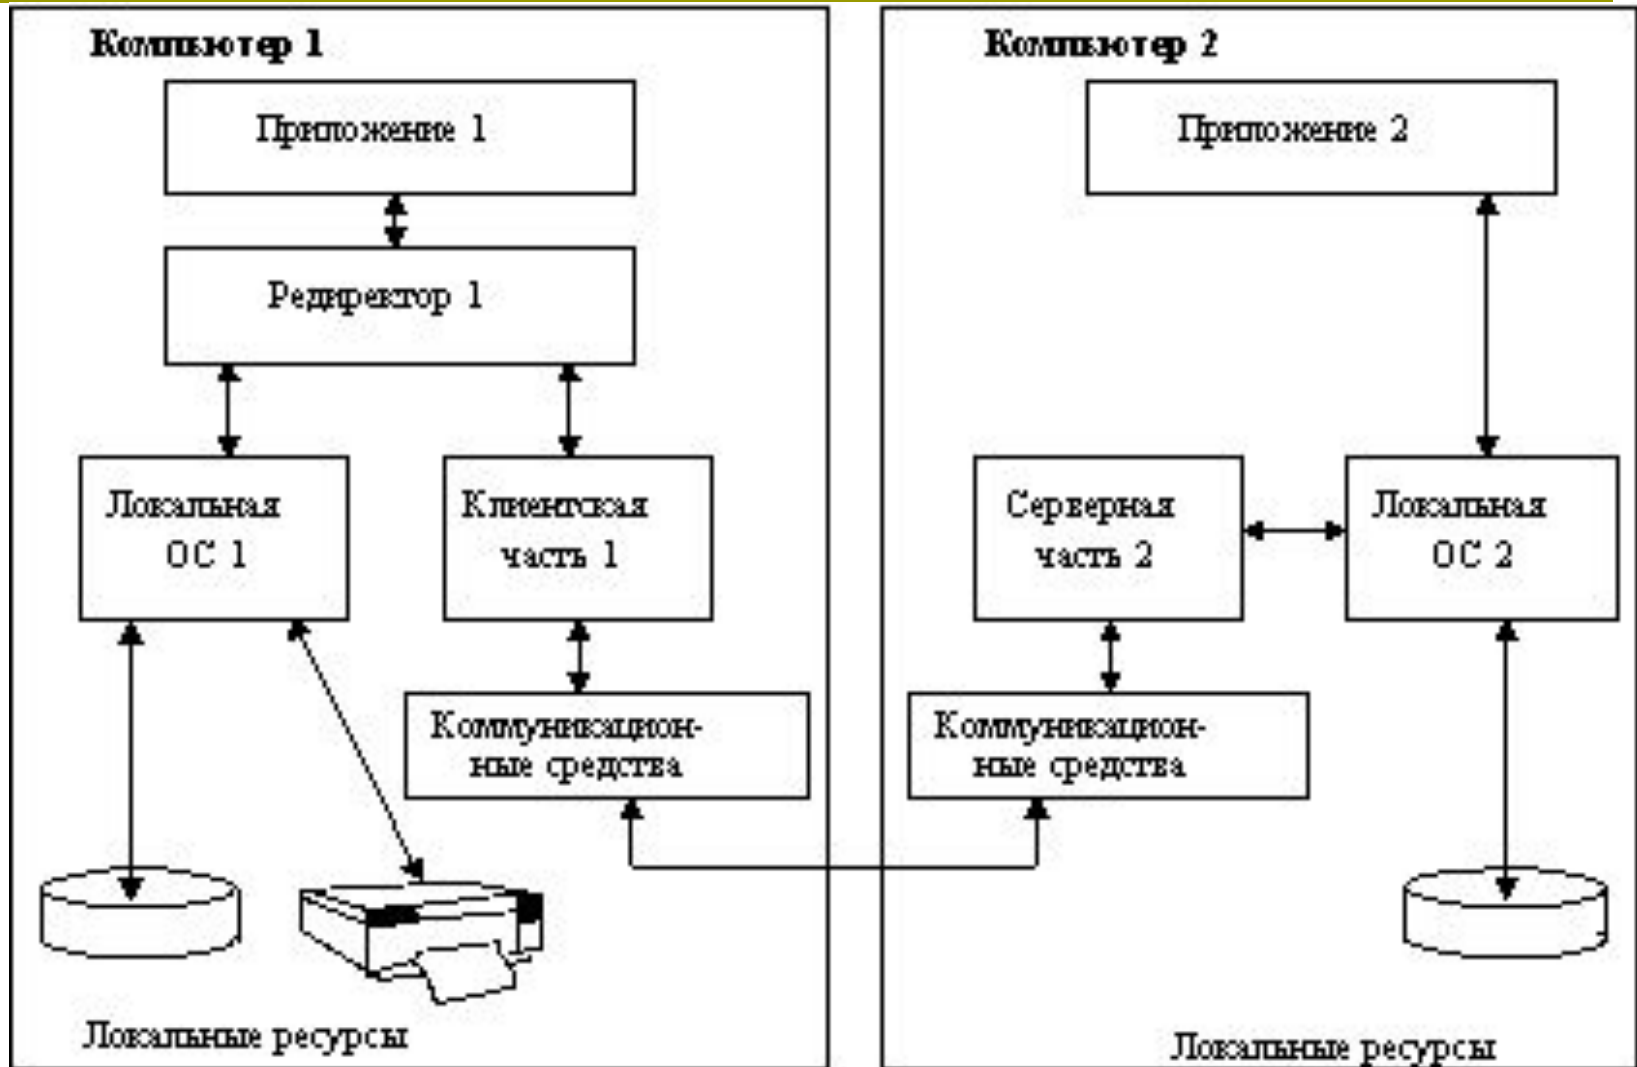 Компьютер 1
Приложение 1
Редиректор 1
Локальная
ОС 1
Клиентская
часть 1
Коммуникацион-
ные средства
Локальные ресурсы
Компьютер 2
Приложение 2
Серверная
часть 2
Локальная
ОС 2
Коммуникацион-
ные средства
Локальные ресурсы